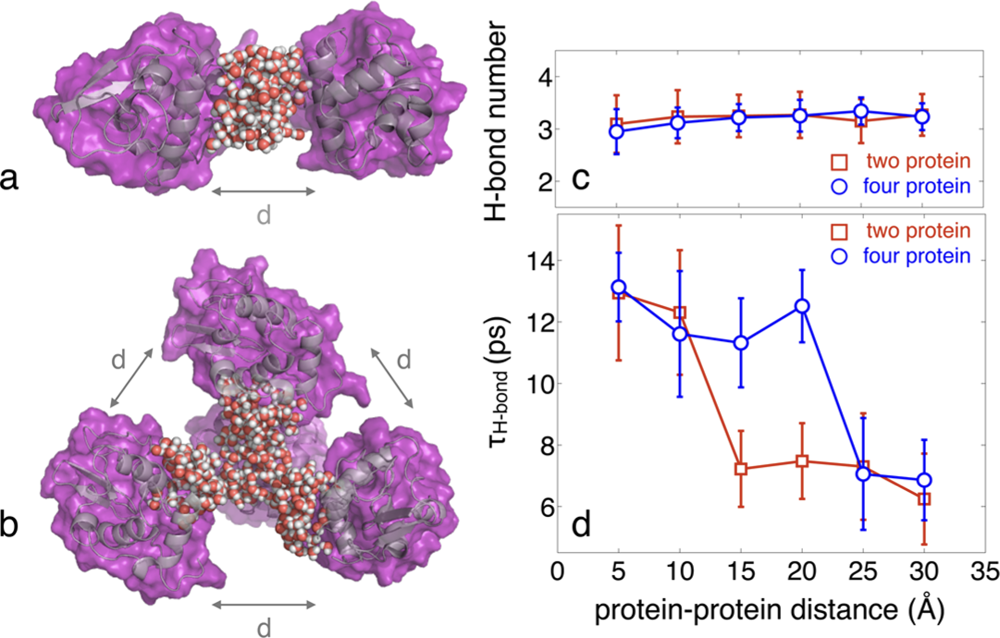 a
d
b
d
d
d
H-bond number
4
3
2
c
two protein
four protein
τH-bond (ps)
14
12
10
8
6
d
two protein
four protein
0 5 10 15 20 25 30 35
protein-protein distance (Å)